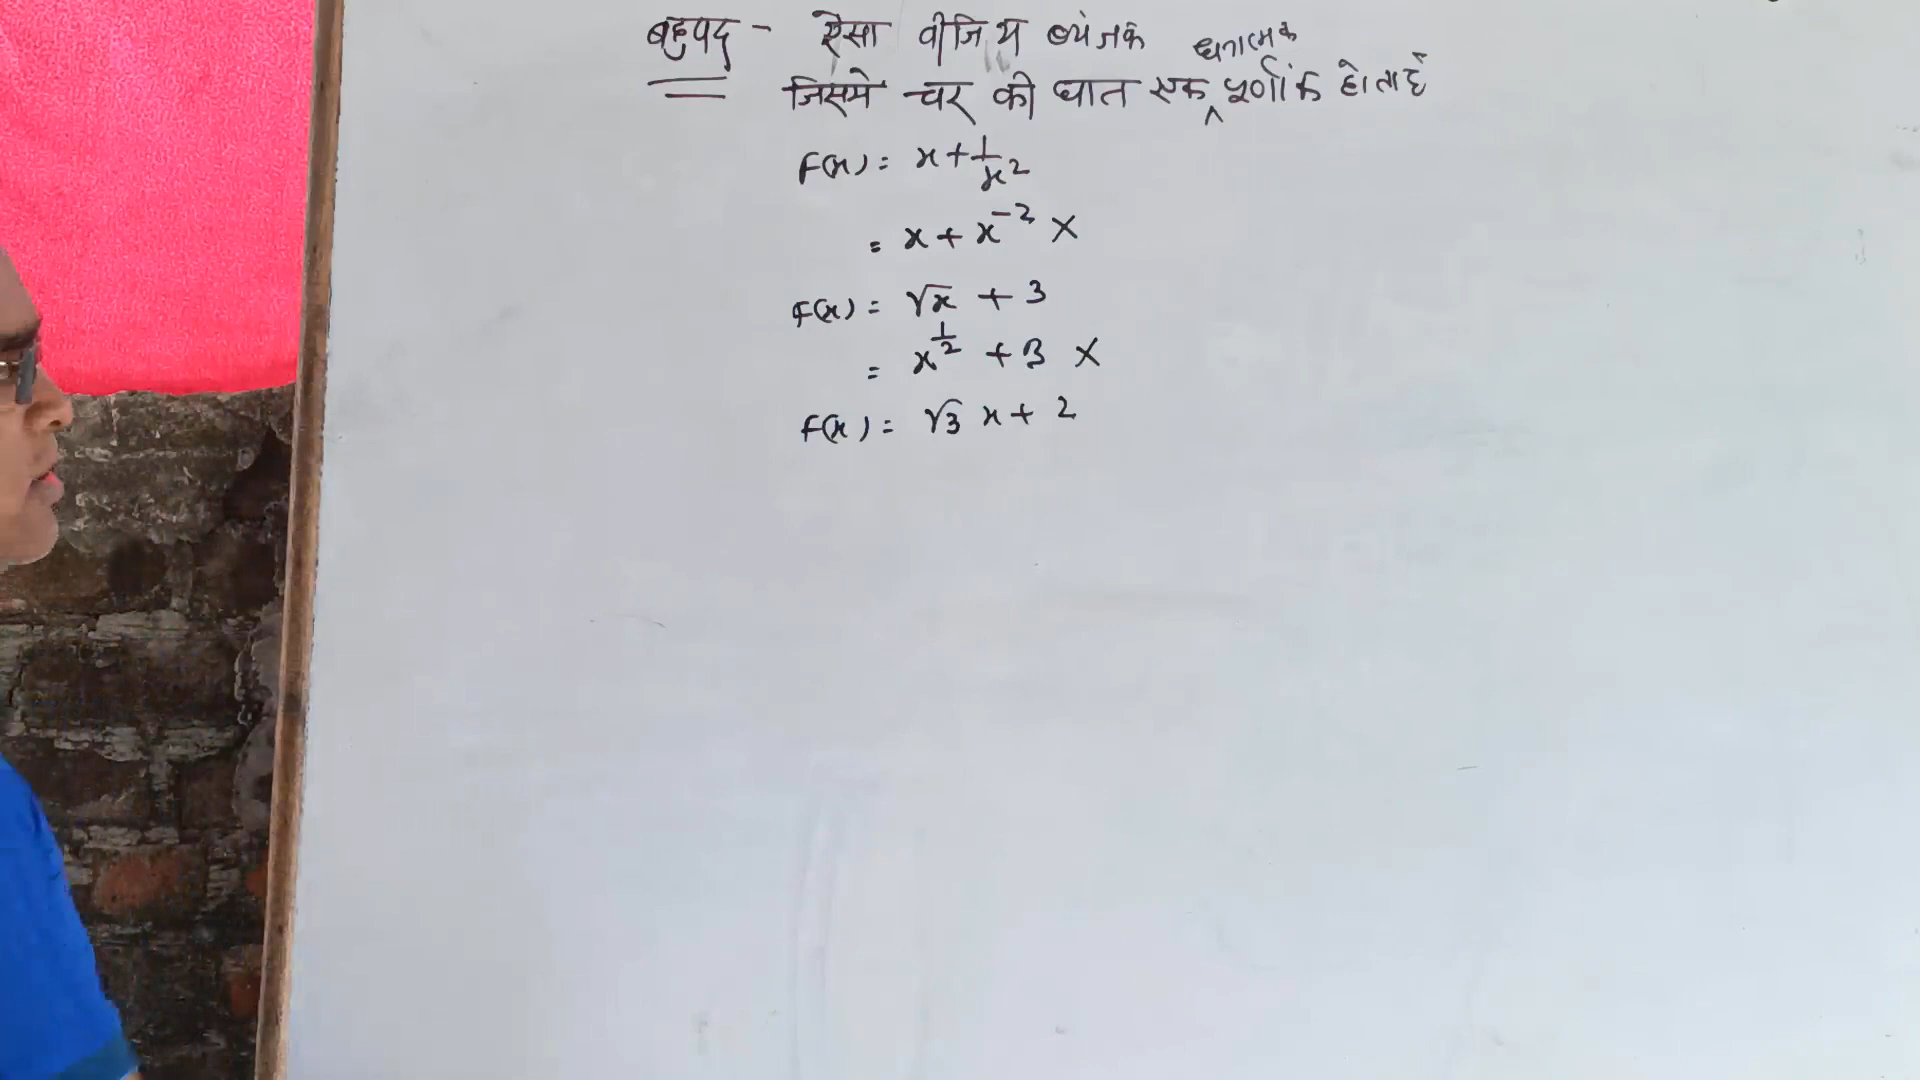 बहुपद - ऐसा वीजिय व्यंजक
जिसमे चर की घात एक ^ धनात्मक पूर्णांक होता है
F(x) = x + 1/x²
= x + x⁻² ×
F(x) = √x + 3
= x^(1/2) + 3 ×
F(x) = √3 x + 2